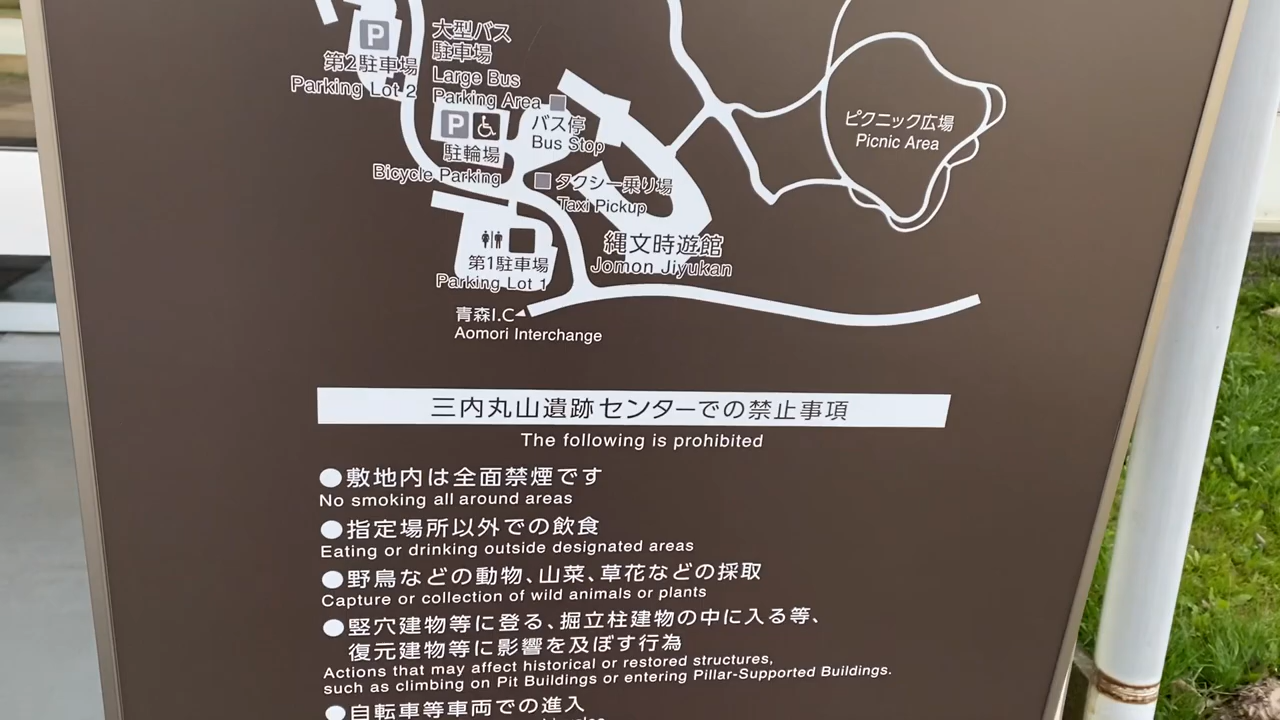 P
大型バス
駐車場
Large Bus
Parking Area
第2駐車場
Parking Lot 2
P
バス停
Bus Stop
駐輪場
Bicycle Parking
タクシー乗り場
Taxi Pickup
ピクニック広場
Picnic Area
縄文時遊館
Jomon Jiyukan
第1駐車場
Parking Lot 1
青森I.C
Aomori Interchange
三内丸山遺跡センターでの禁止事項
The following is prohibited
●敷地内は全面禁煙です
No smoking all around areas
●指定場所以外での飲食
Eating or drinking outside designated areas
●野鳥などの動物、山菜、草花などの採取
Capture or collection of wild animals or plants
●竪穴建物等に登る、掘立柱建物の中に入る等、
復元建物等に影響を及ぼす行為
Actions that may affect historical or restored structures,
such as climbing on Pit Buildings or entering Pillar-Supported Buildings.
●自転車等車両での進入